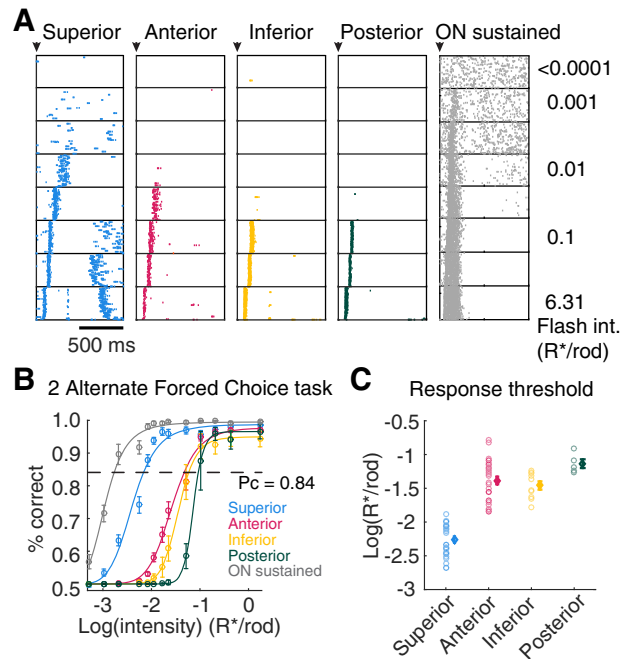 A
Superior Anterior Inferior Posterior ON sustained
<0.0001
0.001
0.01
0.1
6.31
Flash int.
(R*/rod)
500 ms
B
2 Alternate Forced Choice task
% correct
1.0
0.9
0.8
0.7
0.6
0.5
Pc = 0.84
Superior
Anterior
Inferior
Posterior
ON sustained
-3 -2 -1 0
Log(intensity) (R*/rod)
C
Response threshold
Log(R*/rod)
-0.5
-1
-1.5
-2
-2.5
-3
Superior
Anterior
Inferior
Posterior